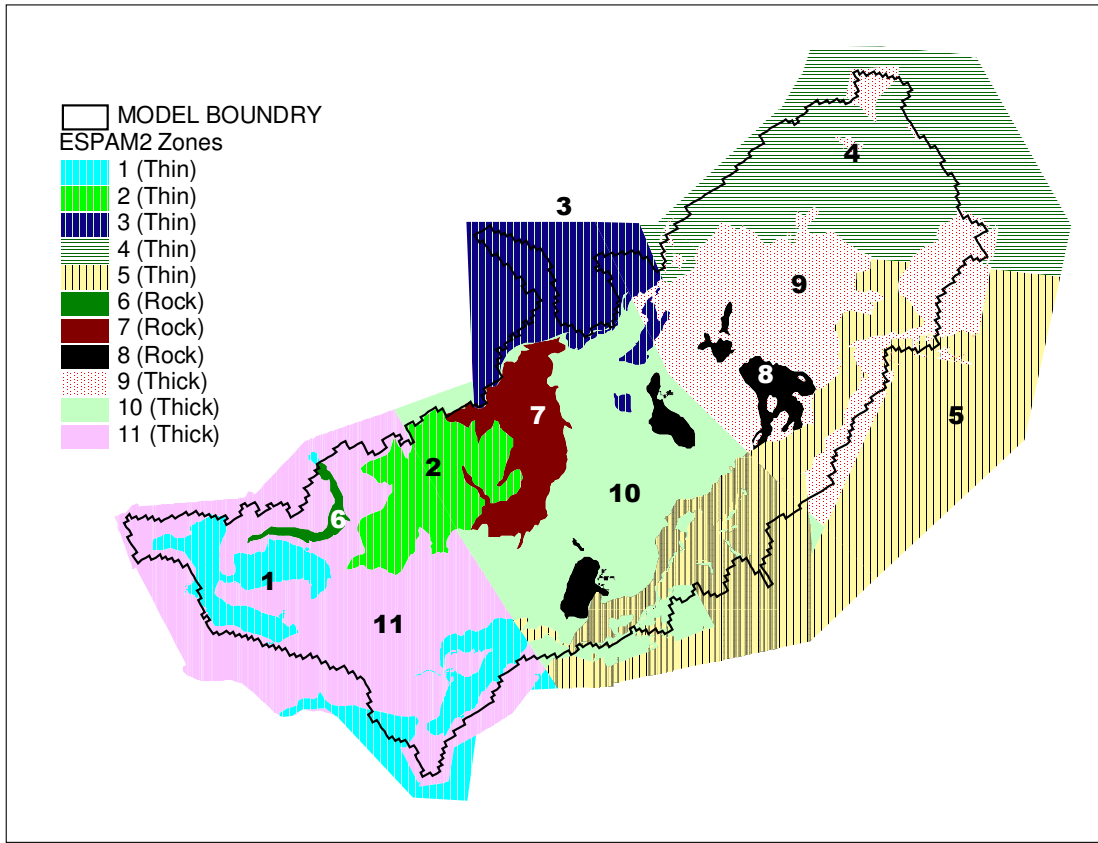 MODEL BOUNDRY
ESPAM2 Zones
1 (Thin)
2 (Thin)
3 (Thin)
4 (Thin)
5 (Thin)
6 (Rock)
7 (Rock)
8 (Rock)
9 (Thick)
10 (Thick)
11 (Thick)
4
3
9
8
7
5
2
10
6
1
11